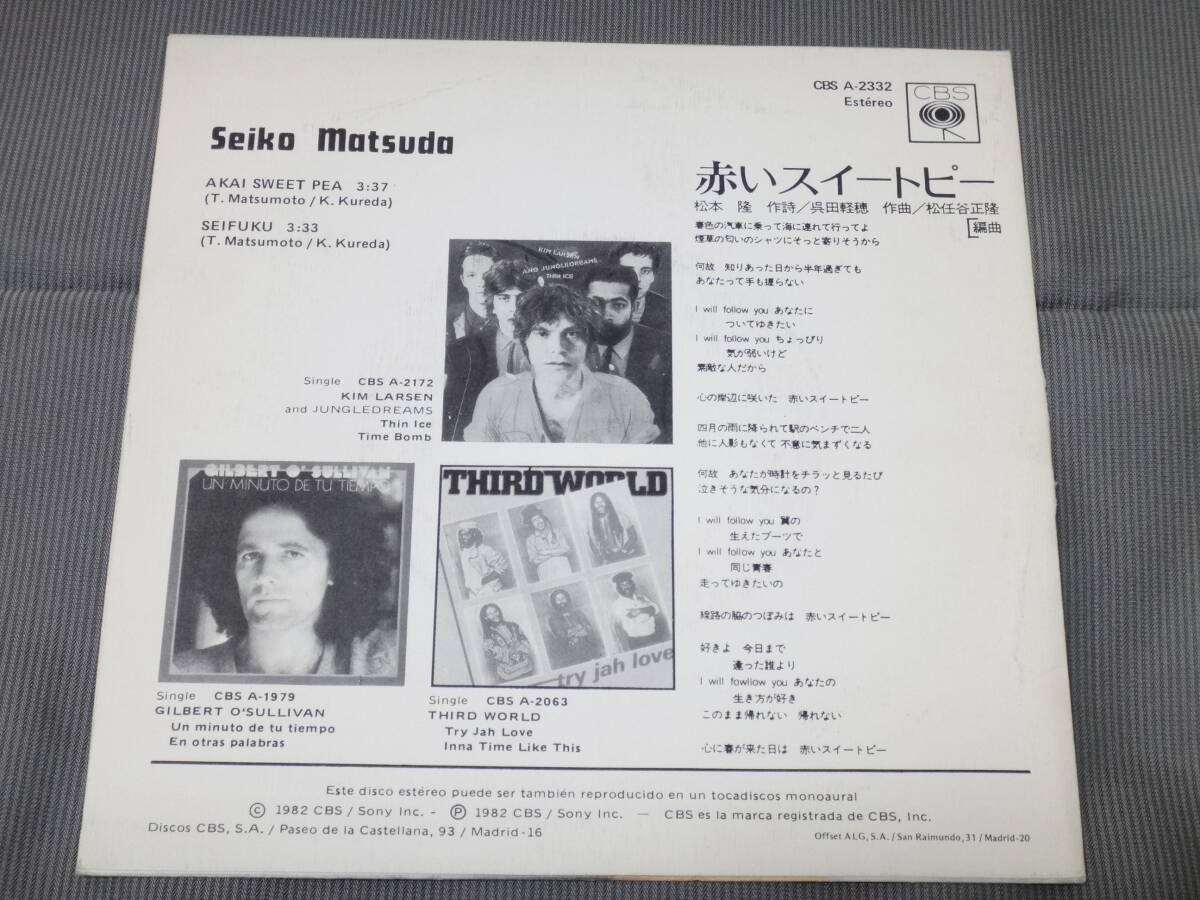 CBS A-2332
Estéreo
CBS
Seiko Matsuda
AKAI SWEET PEA 3:37
(T. Matsumoto / K. Kureda)
SEIFUKU 3:33
(T. Matsumoto / K. Kureda)
KIM LARSEN
AND JUNGLEDREAMS
THIN ICE
Single CBS A-2172
KIM LARSEN
and JUNGLEDREAMS
Thin Ice
Time Bomb
GILBERT O'SULLIVAN
UN MINUTO DE TU TIEMPO
Single CBS A-1979
GILBERT O'SULLIVAN
Un minuto de tu tiempo
En otras palabras
THIRD WORLD
try jah love
Single CBS A-2063
THIRD WORLD
Try Jah Love
Inna Time Like This
赤いスイートピー
松本 隆 作詩/呉田軽穂 作曲/松任谷正隆
[編曲
春色の汽車に乗って海に連れて行ってよ
煙草の匂いのシャツにそっと寄りそうから
何故 知りあった日から半年過ぎても
あなたって手も握らない
I will follow you あなたに
ついてゆきたい
I will follow you ちょっぴり
気が弱いけど
素敵な人だから
心の岸辺に咲いた 赤いスイートピー
四月の雨に降られて駅のベンチで二人
他に人影もなくて 不意に気まずくなる
何故 あなたが時計をチラッと見るたび
泣きそうな気分になるの?
I will follow you 翼の
生えたブーツで
I will follow you あなたと
同じ青春
走ってゆきたいの
線路の脇のつぼみは 赤いスイートピー
好きよ 今日まで
逢った誰より
I will fowllow you あなたの
生き方が好き
このまま帰れない 帰れない
心に春が来た日は 赤いスイートピー
Este disco estéreo puede ser también reproducido en un tocadiscos monoaural
© 1982 CBS / Sony Inc. - ℗ 1982 CBS / Sony Inc. — CBS es la marca registrada de CBS, Inc.
Discos CBS, S.A. / Paseo de la Castellana, 93 / Madrid-16
Offset ALG, S.A. / San Raimundo, 31 / Madrid-20